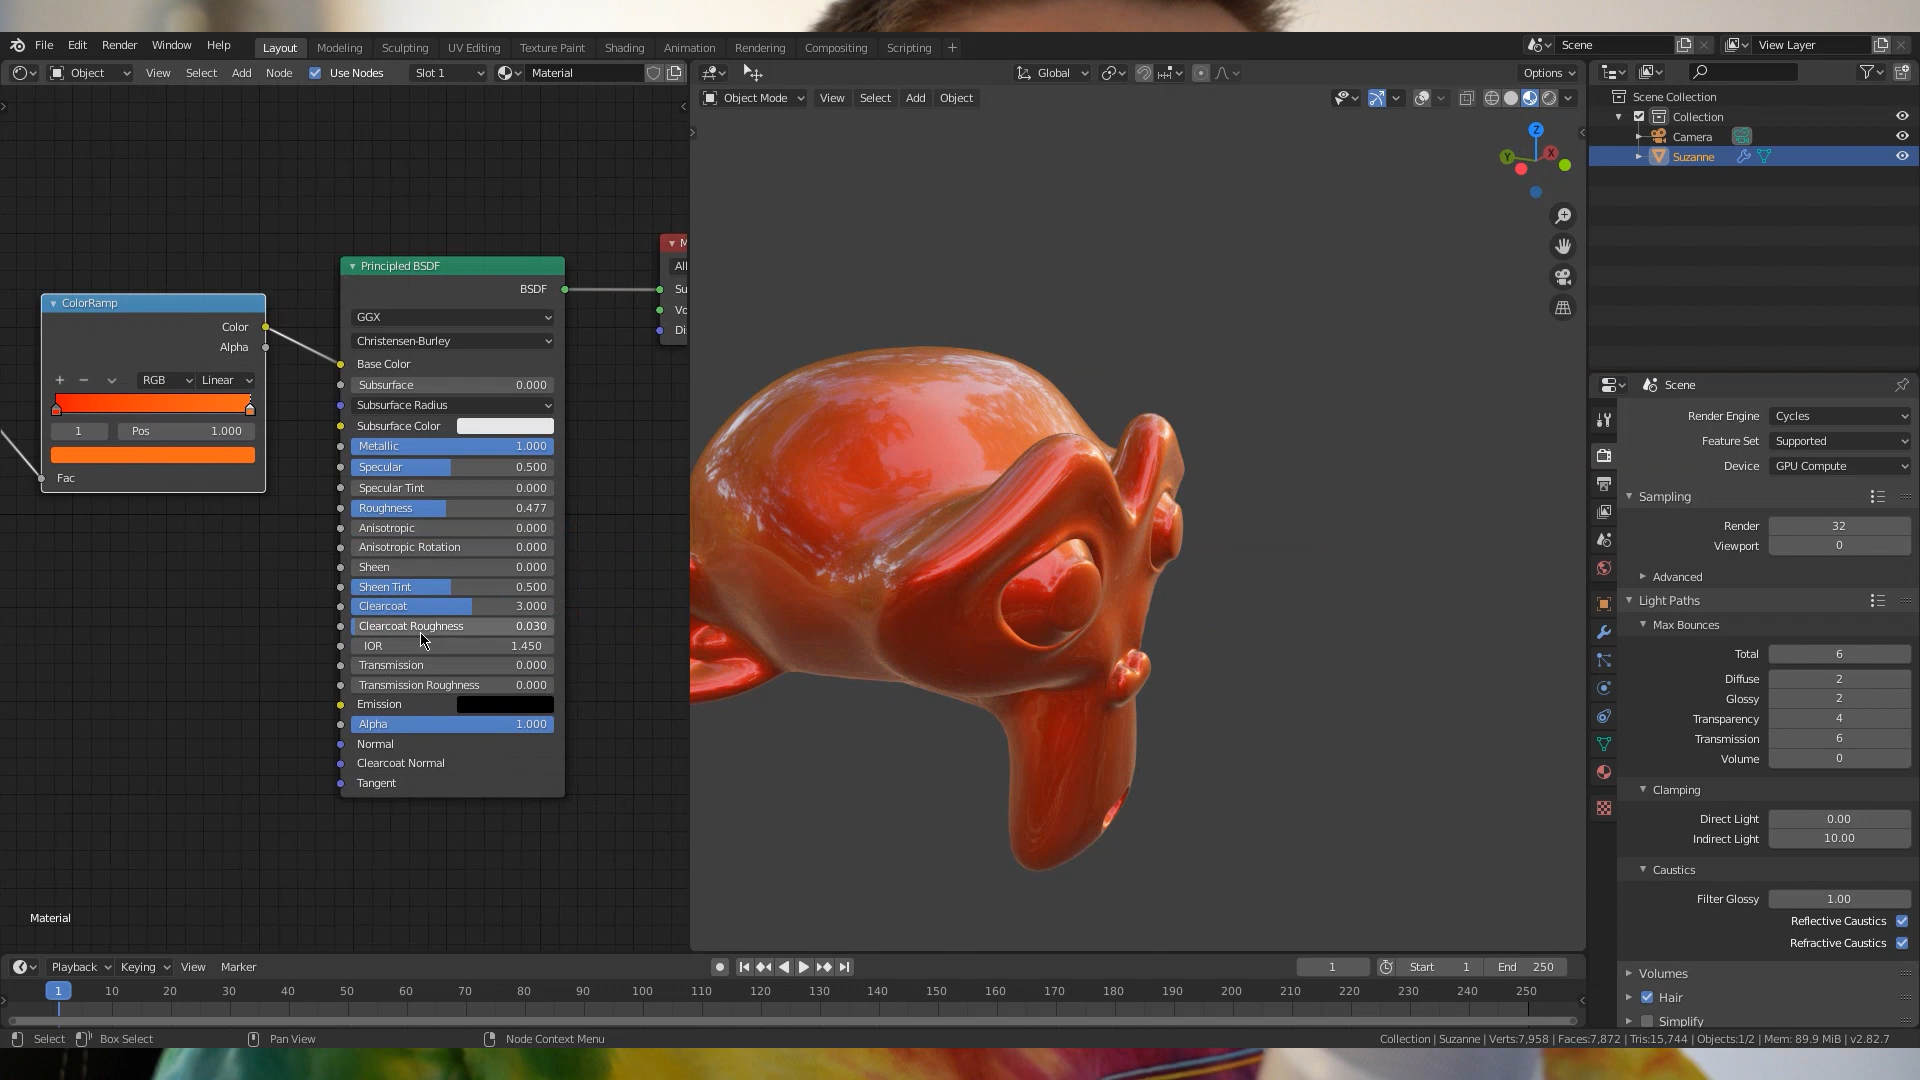 File Edit Render Window Help Layout Modeling Sculpting UV Editing Texture Paint Shading Animation Rendering Compositing Scripting + Scene View Layer
Object View Select Add Node Use Nodes Slot 1 Material Global Options
Object Mode View Select Add Object
Scene Collection
Collection
Camera
Suzanne
Z
Y
X
ColorRamp
Color
Alpha
RGB Linear
1 Pos 1.000
Fac
Principled BSDF
BSDF
GGX
Christensen-Burley
Base Color
Subsurface 0.000
Subsurface Radius
Subsurface Color
Metallic 1.000
Specular 0.500
Specular Tint 0.000
Roughness 0.477
Anisotropic 0.000
Anisotropic Rotation 0.000
Sheen 0.000
Sheen Tint 0.500
Clearcoat 3.000
Clearcoat Roughness 0.030
IOR 1.450
Transmission 0.000
Transmission Roughness 0.000
Emission
Alpha 1.000
Normal
Clearcoat Normal
Tangent
M
All
Su
Vo
Di
Material
Scene
Render Engine Cycles
Feature Set Supported
Device GPU Compute
Sampling
Render 32
Viewport 0
Advanced
Light Paths
Max Bounces
Total 6
Diffuse 2
Glossy 2
Transparency 4
Transmission 6
Volume 0
Clamping
Direct Light 0.00
Indirect Light 10.00
Caustics
Filter Glossy 1.00
Reflective Caustics
Refractive Caustics
Volumes
Hair
Simplify
Playback Keying View Marker 1 Start 1 End 250
1 10 20 30 40 50 60 70 80 90 100 110 120 130 140 150 160 170 180 190 200 210 220 230 240 250
Select Box Select Pan View Node Context Menu Collection | Suzanne | Verts:7,958 | Faces:7,872 | Tris:15,744 | Objects:1/2 | Mem: 89.9 MiB | v2.82.7